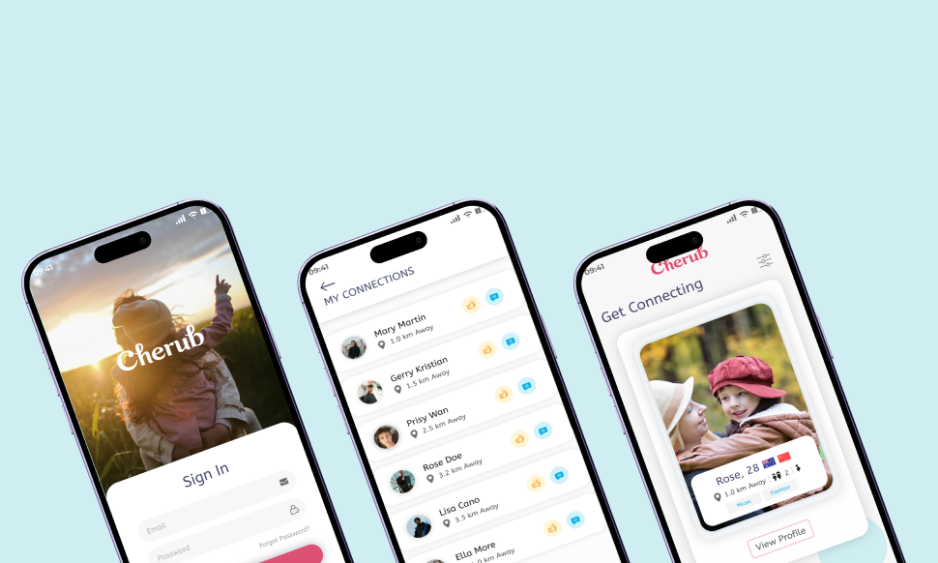 09:41
Cherub
Sign In
Email
Password
Forgot Password?
09:41
MY CONNECTIONS
Mary Martin
1.0 km Away
Gerry Kristian
1.5 km Away
Prisy Wan
2.5 km Away
Rose Doe
3.2 km Away
Lisa Cano
3.5 km Away
Ella More
.0 km Away
09:41
Cherub
Get Connecting
Rose, 28
1.0 km Away 2
Music Fashion
View Profile